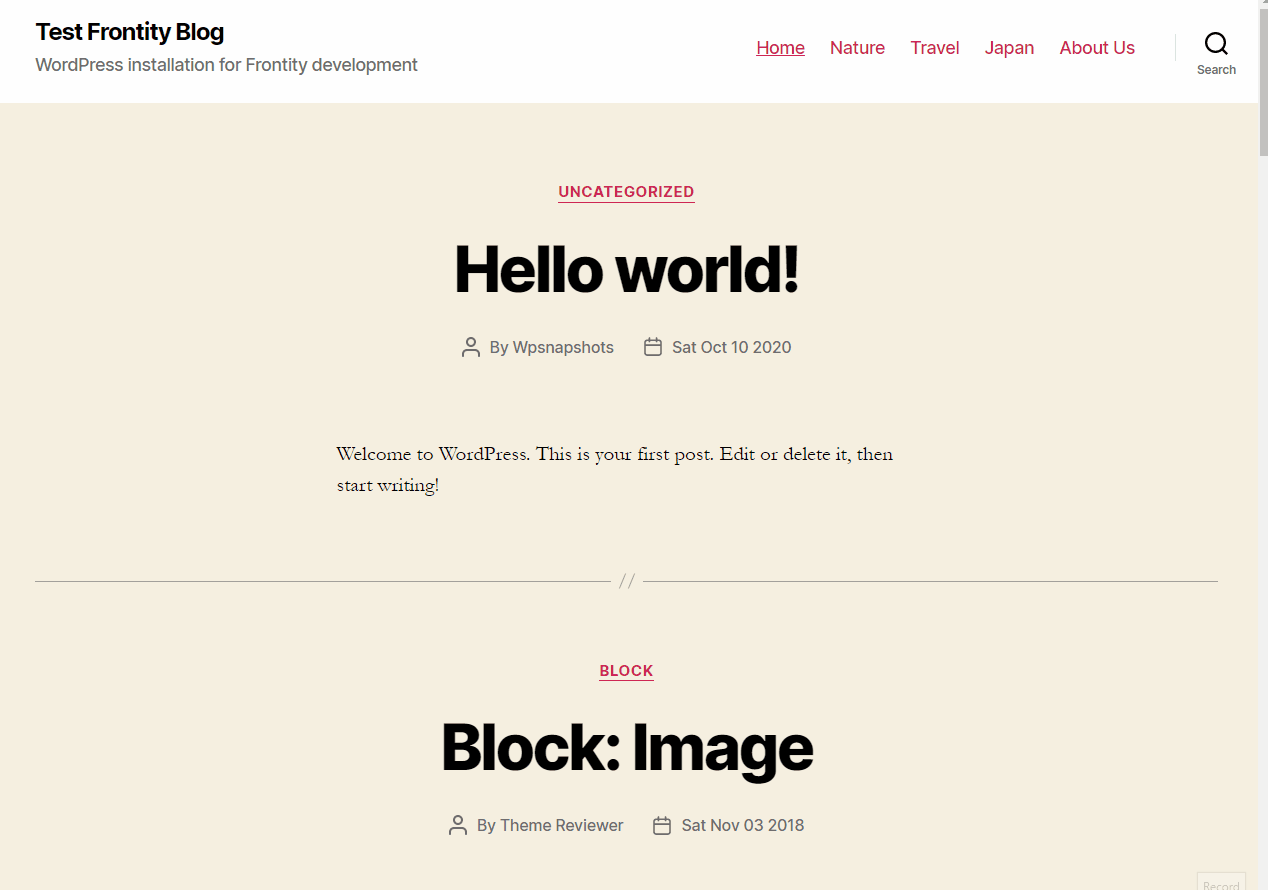 Test Frontity Blog
WordPress installation for Frontity development
Home Nature Travel Japan About Us
Search
UNCATEGORIZED
Hello world!
By Wpsnapshots Sat Oct 10 2020
Welcome to WordPress. This is your first post. Edit or delete it, then
start writing!
//
BLOCK
Block: Image
By Theme Reviewer Sat Nov 03 2018
Record